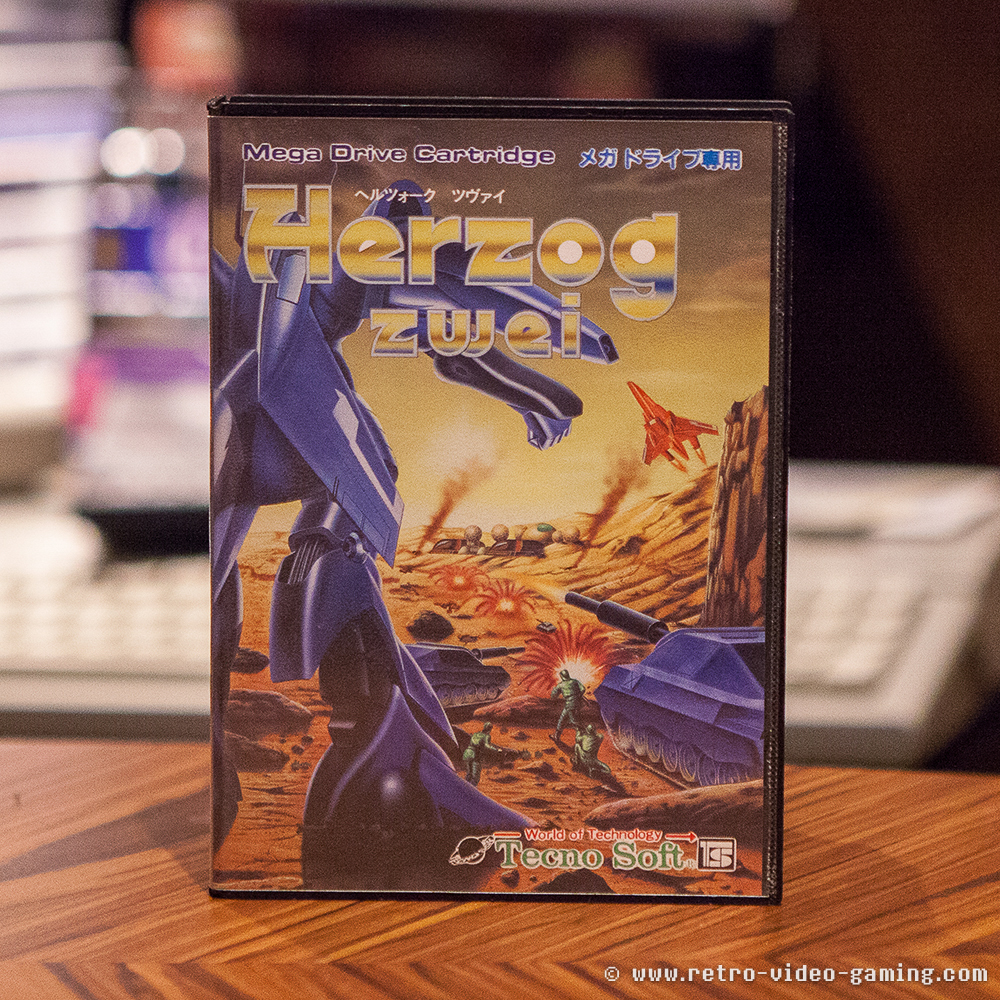 Mega Drive Cartridge メガドライブ専用
ヘルツォーク ツヴァイ
Herzog
zwei
World of Technology
Tecno Soft® TS
© www.retro-video-gaming.com